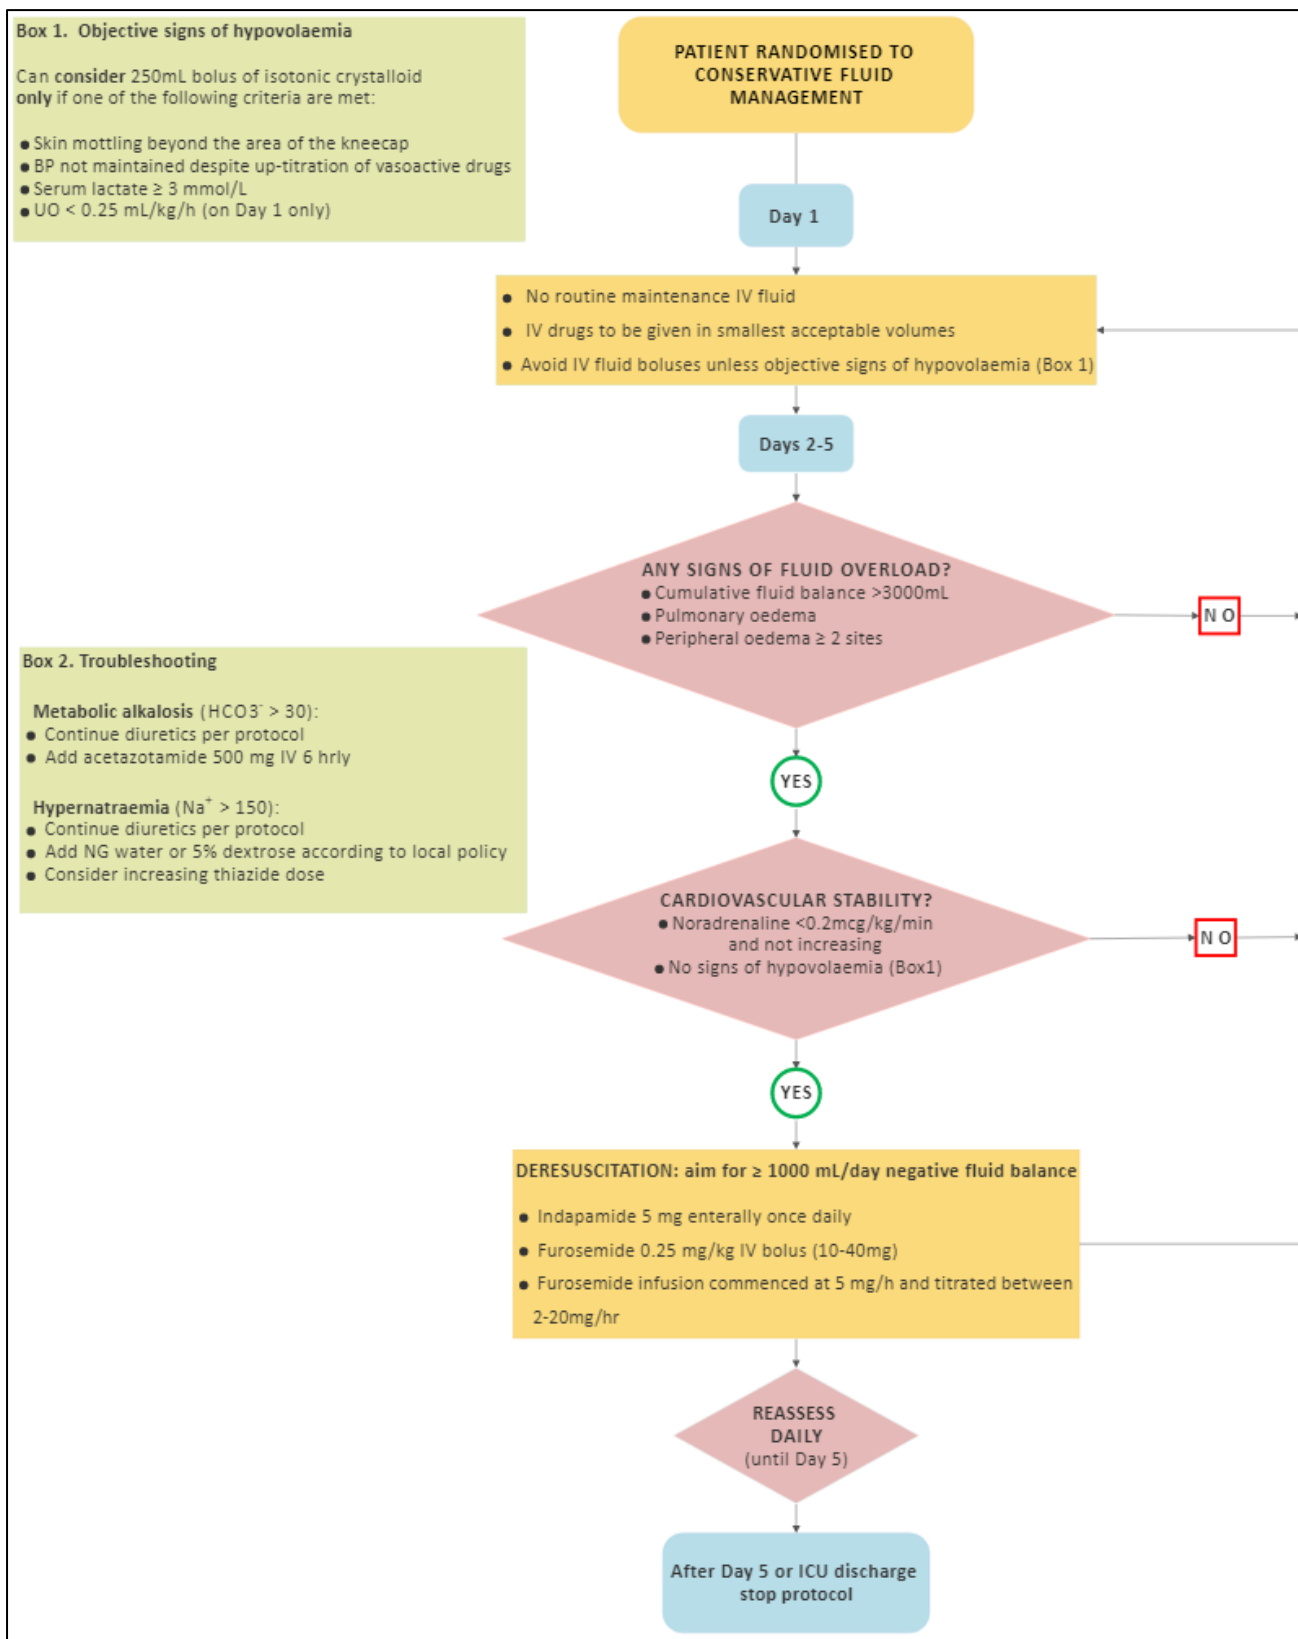 Box 1. Objective signs of hypovolaemia
Can consider 250mL bolus of isotonic crystalloid
only if one of the following criteria are met:
● Skin mottling beyond the area of the kneecap
● BP not maintained despite up-titration of vasoactive drugs
● Serum lactate ≥ 3 mmol/L
● UO < 0.25 mL/kg/h (on Day 1 only)
PATIENT RANDOMISED TO
CONSERVATIVE FLUID
MANAGEMENT
Day 1
● No routine maintenance IV fluid
● IV drugs to be given in smallest acceptable volumes
● Avoid IV fluid boluses unless objective signs of hypovolaemia (Box 1)
Days 2-5
ANY SIGNS OF FLUID OVERLOAD?
● Cumulative fluid balance >3000mL
● Pulmonary oedema
● Peripheral oedema ≥ 2 sites
N O
Box 2. Troubleshooting
Metabolic alkalosis (HCO3⁻ > 30):
● Continue diuretics per protocol
● Add acetazotamide 500 mg IV 6 hrly
Hypernatraemia (Na⁺ > 150):
● Continue diuretics per protocol
● Add NG water or 5% dextrose according to local policy
● Consider increasing thiazide dose
YES
CARDIOVASCULAR STABILITY?
● Noradrenaline <0.2mcg/kg/min
and not increasing
● No signs of hypovolaemia (Box1)
N O
YES
DERESUSCITATION: aim for ≥ 1000 mL/day negative fluid balance
● Indapamide 5 mg enterally once daily
● Furosemide 0.25 mg/kg IV bolus (10-40mg)
● Furosemide infusion commenced at 5 mg/h and titrated between
2-20mg/hr
REASSESS
DAILY
(until Day 5)
After Day 5 or ICU discharge
stop protocol